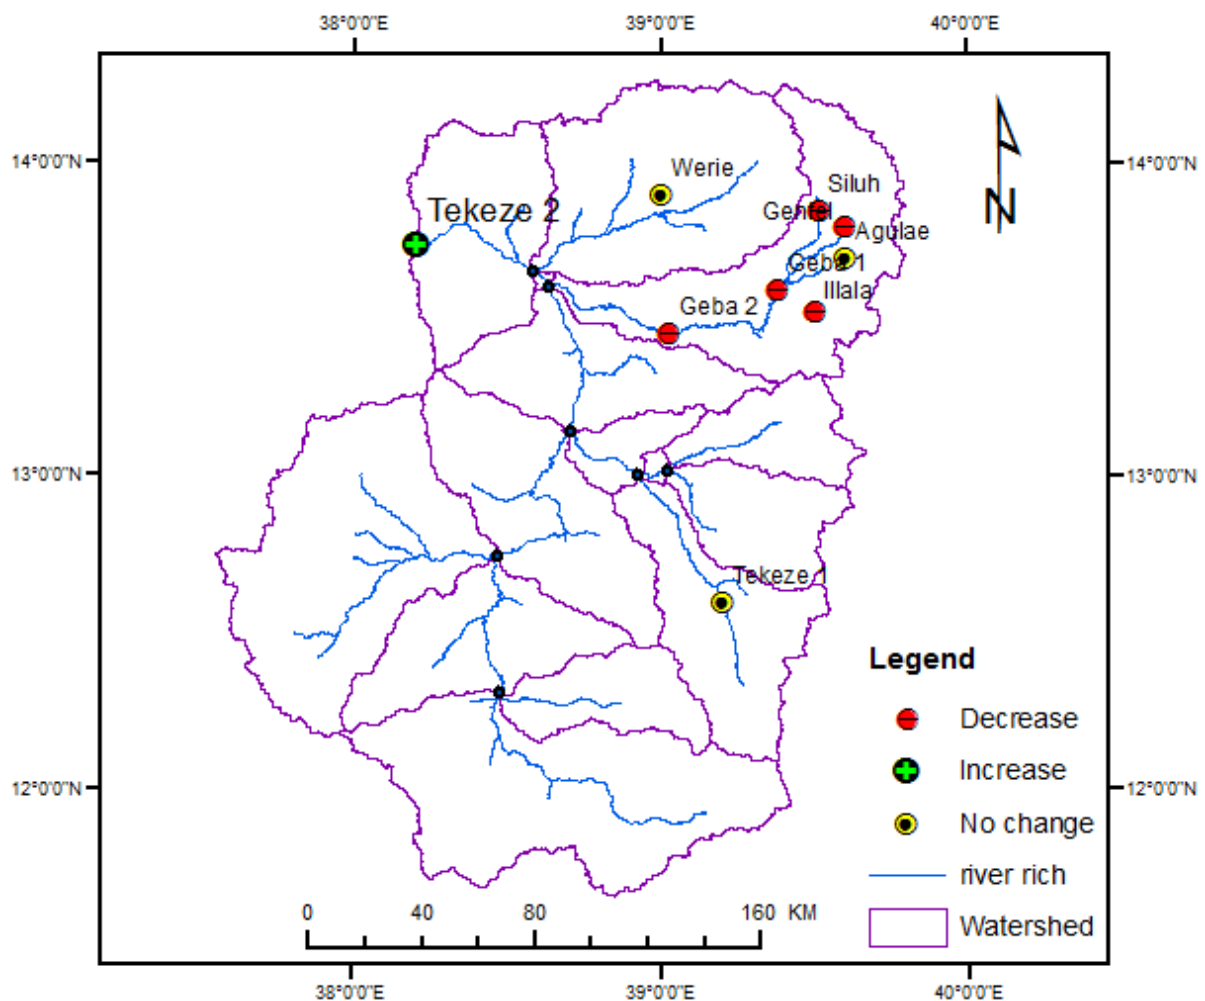 38°0'0"E 39°0'0"E 40°0'0"E
14°0'0"N 14°0'0"N
Werie
Siluh
Tekeze 2
Genfel
Agulae
N
Geba 1
Illala
Geba 2
13°0'0"N 13°0'0"N
Tekeze 1
Legend
Decrease
Increase
12°0'0"N 12°0'0"N
No change
river rich
Watershed
0 40 80 160 KM
38°0'0"E 39°0'0"E 40°0'0"E